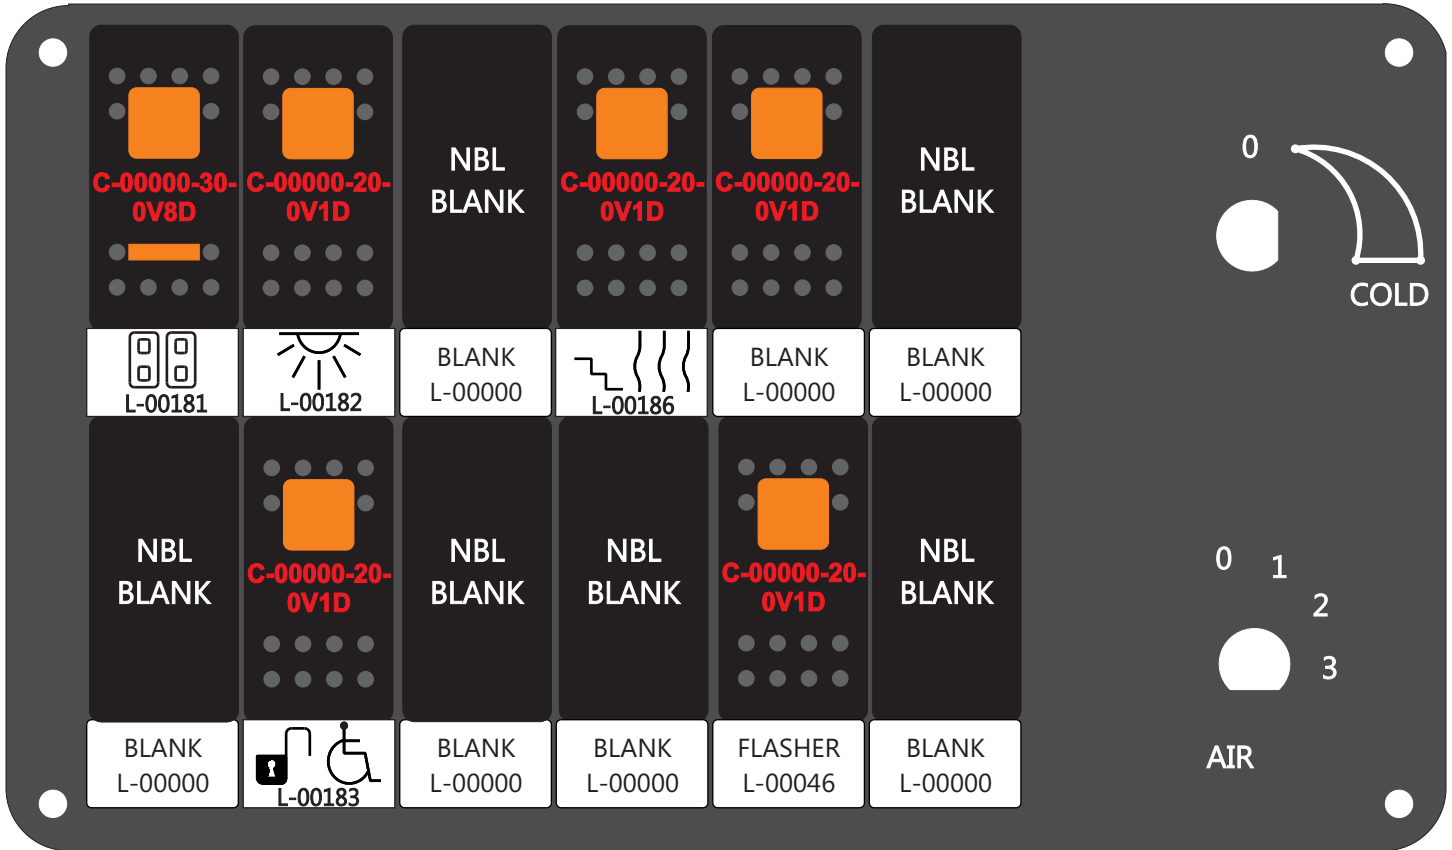 C-00000-30-
0V8D
C-00000-20-
0V1D
NBL
BLANK
C-00000-20-
0V1D
C-00000-20-
0V1D
NBL
BLANK
L-00181
L-00182
BLANK
L-00000
L-00186
BLANK
L-00000
BLANK
L-00000
NBL
BLANK
C-00000-20-
0V1D
NBL
BLANK
NBL
BLANK
C-00000-20-
0V1D
NBL
BLANK
BLANK
L-00000
L-00183
BLANK
L-00000
BLANK
L-00000
FLASHER
L-00046
BLANK
L-00000
0
COLD
0
1
2
3
AIR